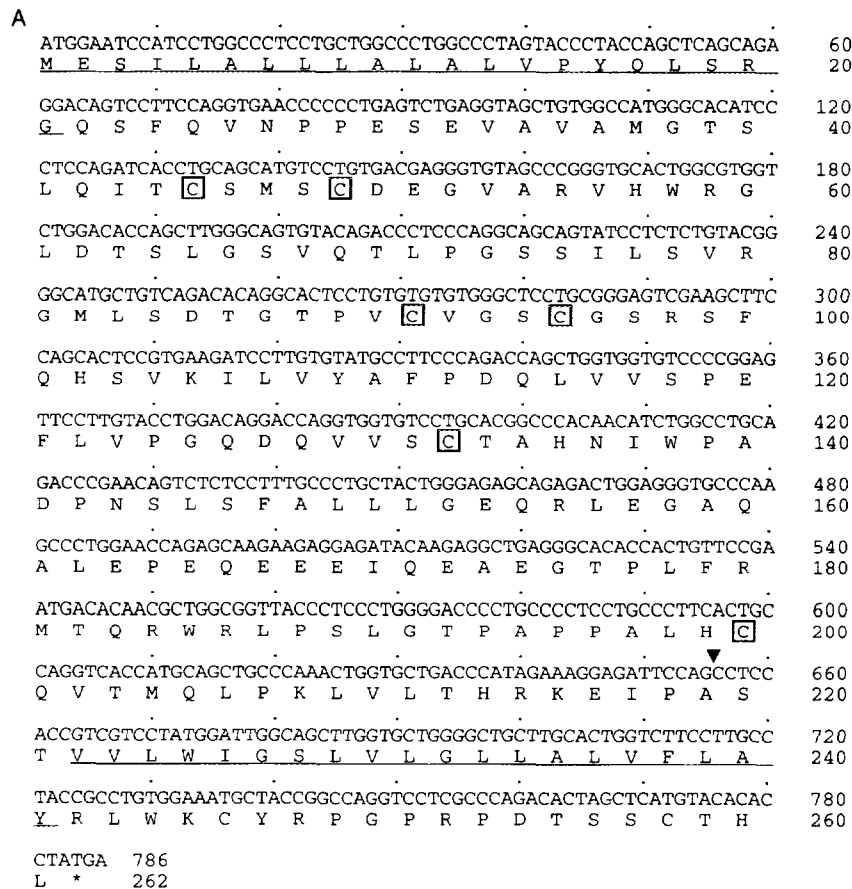 A
ATGGAATCCATCCTGGCCCTCCTGCTGGCCCTGGCCCTAGTACCCTACCAGCTCAGCAGA 60
M E S I L A L L L A L A L V P Y Q L S R 20
GGACAGTCCTTCCAGGTGAACCCCCCTGAGTCTGAGGTAGCTGTGGCCATGGGCACATCC 120
G Q S F Q V N P P E S E V A V A M G T S 40
CTCCAGATCACCTGCAGCATGTCCTGTGACGAGGGTGTAGCCCGGGTGCACTGGCGTGGT 180
L Q I T C S M S C D E G V A R V H W R G 60
CTGGACACCAGCTTGGGCAGTGTACAGACCCTCCCAGGCAGCAGTATCCTCTCTGTACGG 240
L D T S L G S V Q T L P G S S I L S V R 80
GGCATGCTGTCAGACACAGGCACTCCTGTGTGTGTGGGCTCCTGCGGGAGTCGAAGCTTC 300
G M L S D T G T P V C V G S C G S R S F 100
CAGCACTCCGTGAAGATCCTTGTGTATGCCTTCCCAGACCAGCTGGTGGTGTCCCCGGAG 360
Q H S V K I L V Y A F P D Q L V V S P E 120
TTCCTTGTACCTGGACAGGACCAGGTGGTGTCCTGCACGGCCCACAACATCTGGCCTGCA 420
F L V P G Q D Q V V S C T A H N I W P A 140
GACCCGAACAGTCTCTCCTTTGCCCTGCTACTGGGAGAGCAGAGACTGGAGGGTGCCCAA 480
D P N S L S F A L L L G E Q R L E G A Q 160
GCCCTGGAACCAGAGCAAGAAGAGGAGATACAAGAGGCTGAGGGCACACCACTGTTCCGA 540
A L E P E Q E E E I Q E A E G T P L F R 180
ATGACACAACGCTGGCGGTTACCCTCCCTGGGGACCCCTGCCCCTCCTGCCCTTCACTGC 600
M T Q R W R L P S L G T P A P P A L H C 200
CAGGTCACCATGCAGCTGCCCAAACTGGTGCTGACCCATAGAAAGGAGATTCCAGCCTCC 660
Q V T M Q L P K L V L T H R K E I P A S 220
ACCGTCGTCCTATGGATTGGCAGCTTGGTGCTGGGGCTGCTTGCACTGGTCTTCCTTGCC 720
T V V L W I G S L V L G L L A L V F L A 240
TACCGCCTGTGGAAATGCTACCGGCCAGGTCCTCGCCCAGACACTAGCTCATGTACACAC 780
Y R L W K C Y R P G P R P D T S S C T H 260
CTATGA 786
L * 262